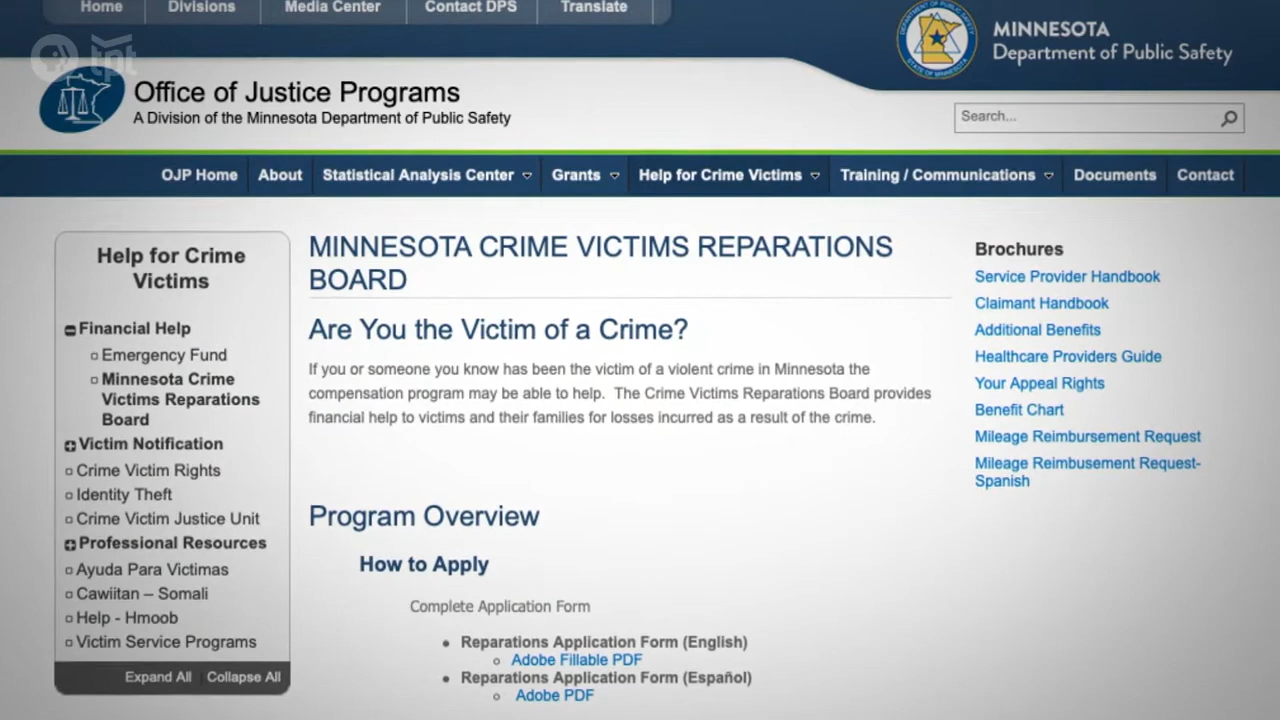 Home
Divisions
Media Center
Contact DPS
Translate
PBS tpt
MINNESOTA
Department of Public Safety
Office of Justice Programs
A Division of the Minnesota Department of Public Safety
Search...
OJP Home
About
Statistical Analysis Center
Grants
Help for Crime Victims
Training / Communications
Documents
Contact
Help for Crime
Victims
Financial Help
Emergency Fund
Minnesota Crime
Victims Reparations
Board
Victim Notification
Crime Victim Rights
Identity Theft
Crime Victim Justice Unit
Professional Resources
Ayuda Para Victimas
Cawiitan – Somali
Help - Hmoob
Victim Service Programs
Expand All
Collapse All
MINNESOTA CRIME VICTIMS REPARATIONS
BOARD
Are You the Victim of a Crime?
If you or someone you know has been the victim of a violent crime in Minnesota the
compensation program may be able to help. The Crime Victims Reparations Board provides
financial help to victims and their families for losses incurred as a result of the crime.
Program Overview
How to Apply
Complete Application Form
Reparations Application Form (English)
Adobe Fillable PDF
Reparations Application Form (Español)
Adobe PDF
Brochures
Service Provider Handbook
Claimant Handbook
Additional Benefits
Healthcare Providers Guide
Your Appeal Rights
Benefit Chart
Mileage Reimbursement Request
Mileage Reimbusement Request-
Spanish